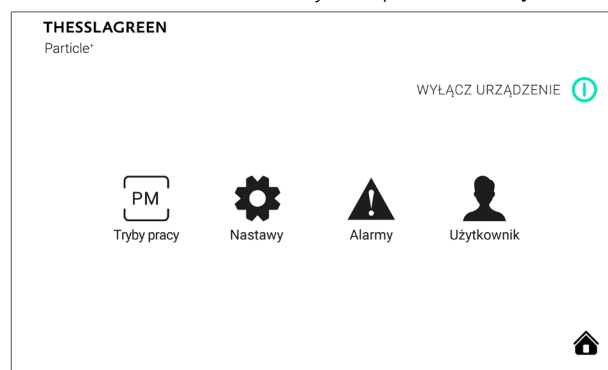 THESSLAGREEN
Particle⁺
WYŁĄCZ URZĄDZENIE
PM
Tryby pracy
Nastawy
Alarmy
Użytkownik